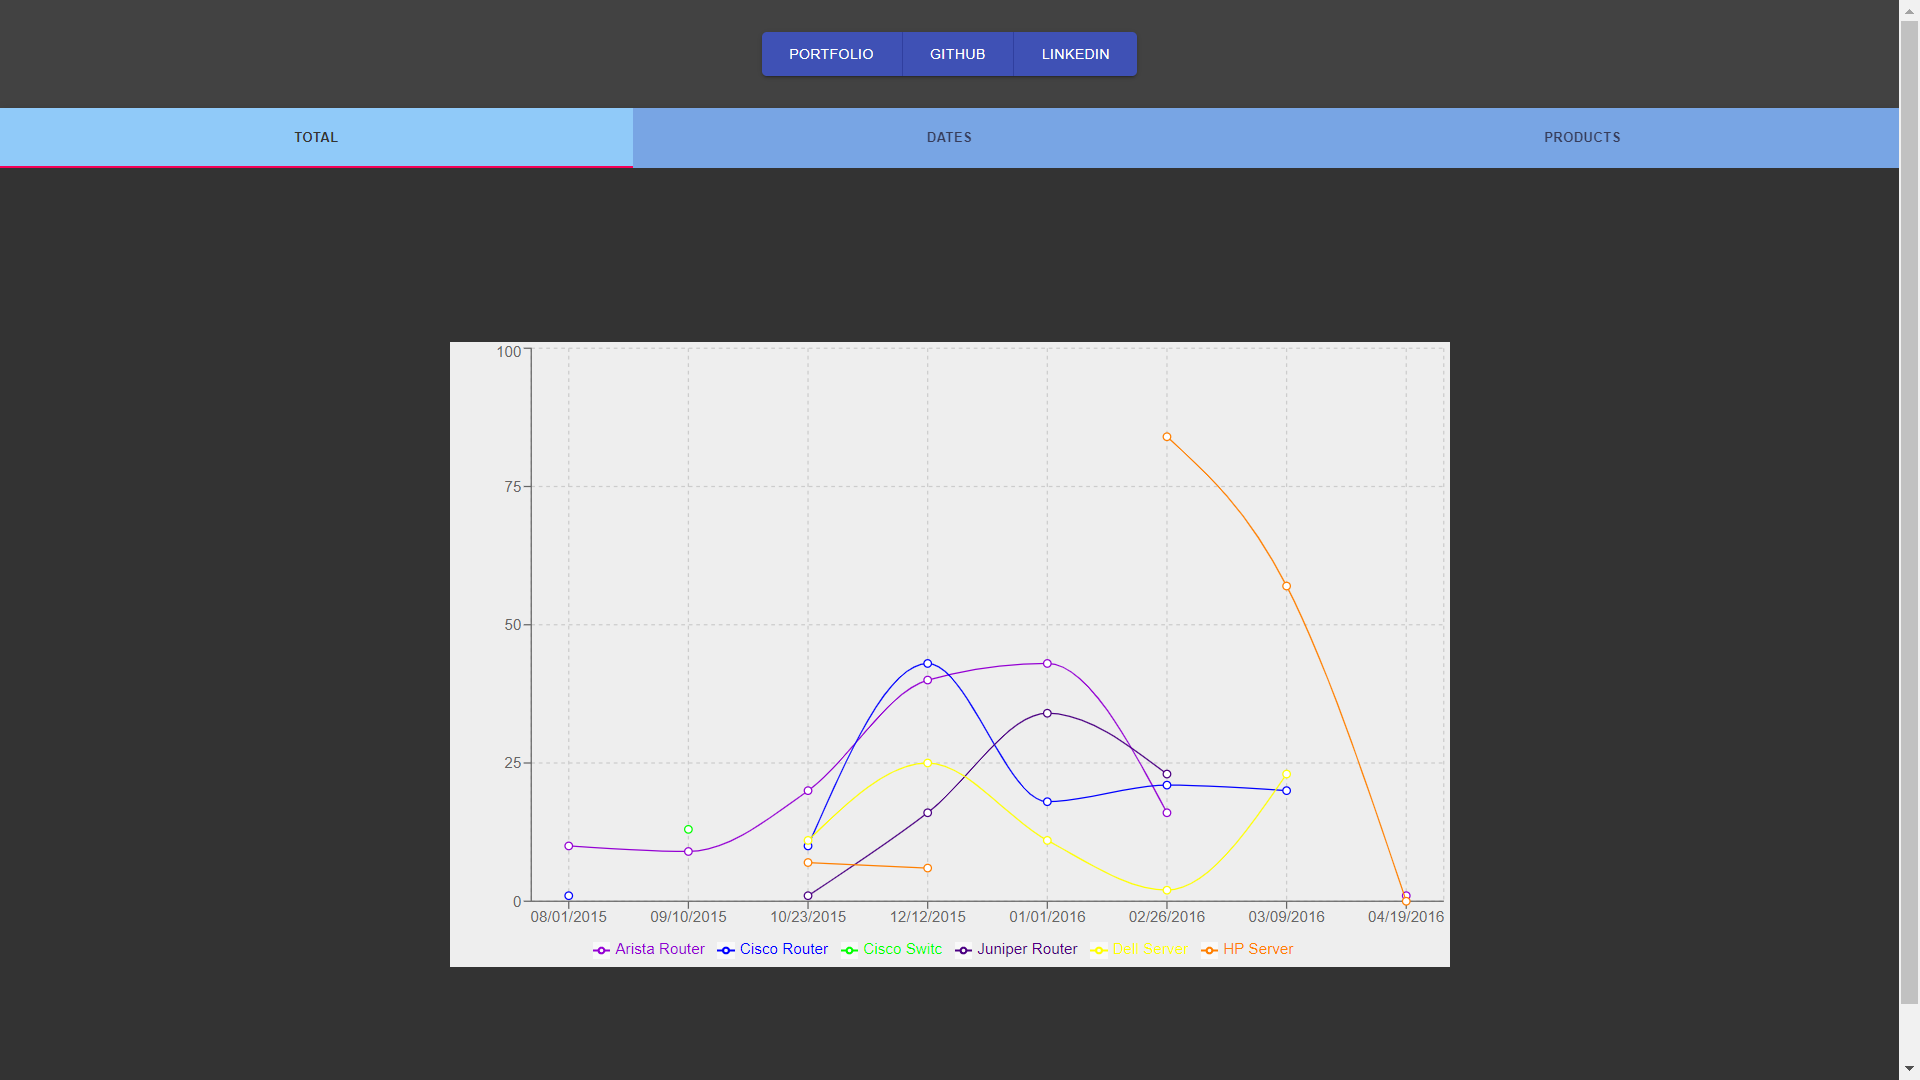 PORTFOLIO GITHUB LINKEDIN
TOTAL DATES PRODUCTS
100
75
50
25
0
08/01/2015 09/10/2015 10/23/2015 12/12/2015 01/01/2016 02/26/2016 03/09/2016 04/19/2016
Arista Router Cisco Router Cisco Switc Juniper Router Dell Server HP Server